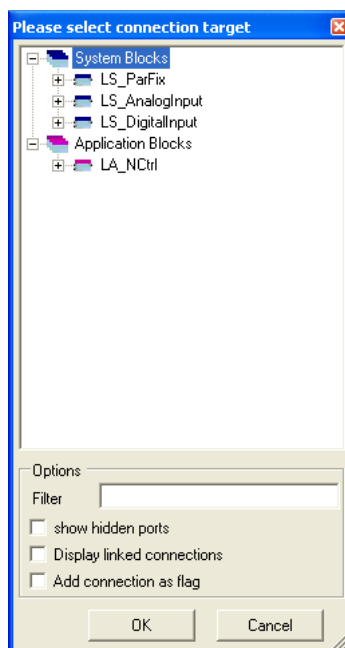 Please select connection target
System Blocks
LS_ParFix
LS_AnalogInput
LS_DigitalInput
Application Blocks
LA_NCtrl
Options
Filter
show hidden ports
Display linked connections
Add connection as flag
OK Cancel